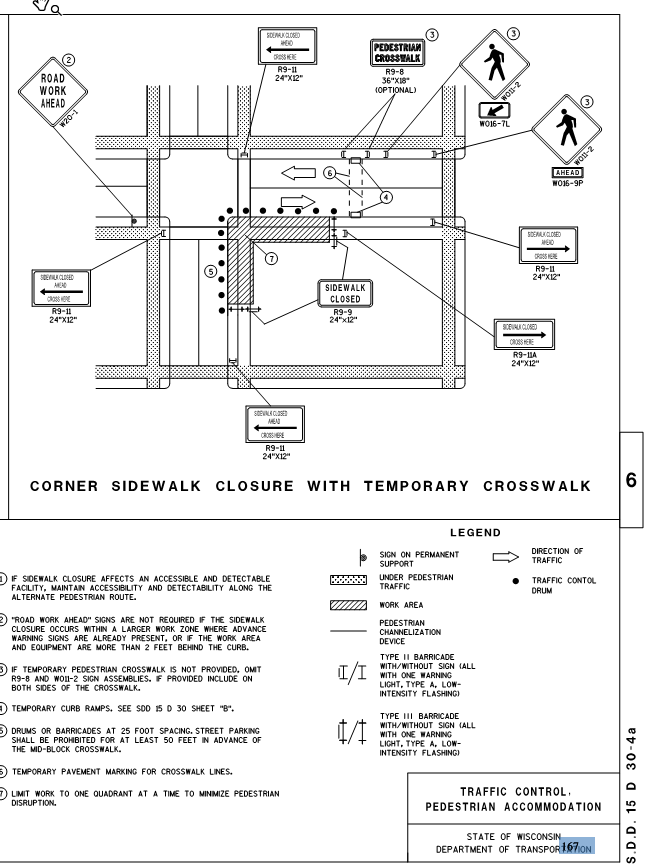 SIDEWALK CLOSED
AHEAD
CROSS HERE
R9-11
24"X12"
3
PEDESTRIAN
CROSSWALK
R9-8
36"X18"
(OPTIONAL)
3
WO11-2
WO16-7L
3
WO11-2
AHEAD
WO16-9P
2
ROAD
WORK
AHEAD
W20-1
6
4
5
7
SIDEWALK CLOSED
AHEAD
CROSS HERE
R9-11
24"X12"
SIDEWALK CLOSED
AHEAD
CROSS HERE
R9-11
24"X12"
SIDEWALK
CLOSED
R9-9
24"x12"
SIDEWALK CLOSED
CROSS HERE
R9-11A
24"X12"
SIDEWALK CLOSED
AHEAD
CROSS HERE
R9-11
24"X12"
CORNER SIDEWALK CLOSURE WITH TEMPORARY CROSSWALK
6
1 IF SIDEWALK CLOSURE AFFECTS AN ACCESSIBLE AND DETECTABLE
FACILITY, MAINTAIN ACCESSIBILITY AND DETECTABILITY ALONG THE
ALTERNATE PEDESTRIAN ROUTE.
2 "ROAD WORK AHEAD" SIGNS ARE NOT REQUIRED IF THE SIDEWALK
CLOSURE OCCURS WITHIN A LARGER WORK ZONE WHERE ADVANCE
WARNING SIGNS ARE ALREADY PRESENT, OR IF THE WORK AREA
AND EQUIPMENT ARE MORE THAN 2 FEET BEHIND THE CURB.
3 IF TEMPORARY PEDESTRIAN CROSSWALK IS NOT PROVIDED, OMIT
R9-8 AND WO11-2 SIGN ASSEMBLIES. IF PROVIDED INCLUDE ON
BOTH SIDES OF THE CROSSWALK.
4 TEMPORARY CURB RAMPS. SEE SDD 15 D 30 SHEET "B".
5 DRUMS OR BARRICADES AT 25 FOOT SPACING. STREET PARKING
SHALL BE PROHIBITED FOR AT LEAST 50 FEET IN ADVANCE OF
THE MID-BLOCK CROSSWALK.
6 TEMPORARY PAVEMENT MARKING FOR CROSSWALK LINES.
7 LIMIT WORK TO ONE QUADRANT AT A TIME TO MINIMIZE PEDESTRIAN
DISRUPTION.
LEGEND
SIGN ON PERMANENT
SUPPORT
DIRECTION OF
TRAFFIC
UNDER PEDESTRIAN
TRAFFIC
TRAFFIC CONTOL
DRUM
WORK AREA
PEDESTRIAN
CHANNELIZATION
DEVICE
TYPE II BARRICADE
WITH/WITHOUT SIGN (ALL
WITH ONE WARNING
LIGHT, TYPE A, LOW-
INTENSITY FLASHING)
TYPE III BARRICADE
WITH/WITHOUT SIGN (ALL
WITH ONE WARNING
LIGHT, TYPE A, LOW-
INTENSITY FLASHING)
TRAFFIC CONTROL,
PEDESTRIAN ACCOMMODATION
STATE OF WISCONSIN
DEPARTMENT OF TRANSPORTATION
167
S.D.D. 15 D 30-4a